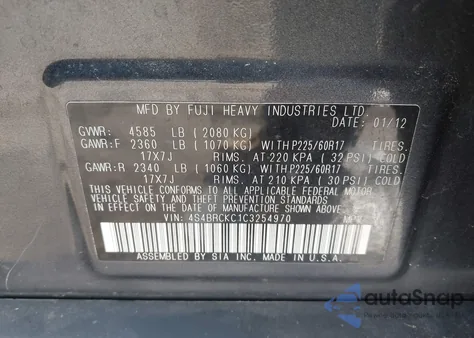 MFD BY FUJI HEAVY INDUSTRIES LTD.
DATE: 01/12
GVWR: 4585 LB (2080 KG)
GAWR: F 2360 LB (1070 KG) WITH P225/60R17 TIRES.
17X7J RIMS. AT 220 KPA (32 PSI) COLD
GAWR: R 2340 LB (1060 KG) WITH P225/60R17 TIRES.
17X7J RIMS. AT 210 KPA (30 PSI) COLD
THIS VEHICLE CONFORMS TO ALL APPLICABLE FEDERAL MOTOR
VEHICLE SAFETY, BUMPER AND THEFT PREVENTION STANDARDS
IN EFFECT ON THE DATE OF MANUFACTURE SHOWN ABOVE.
VIN: 4S4BRCKC1C3254970 MPV
ASSEMBLED BY SIA INC. MADE IN U.S.A.
autoSnap